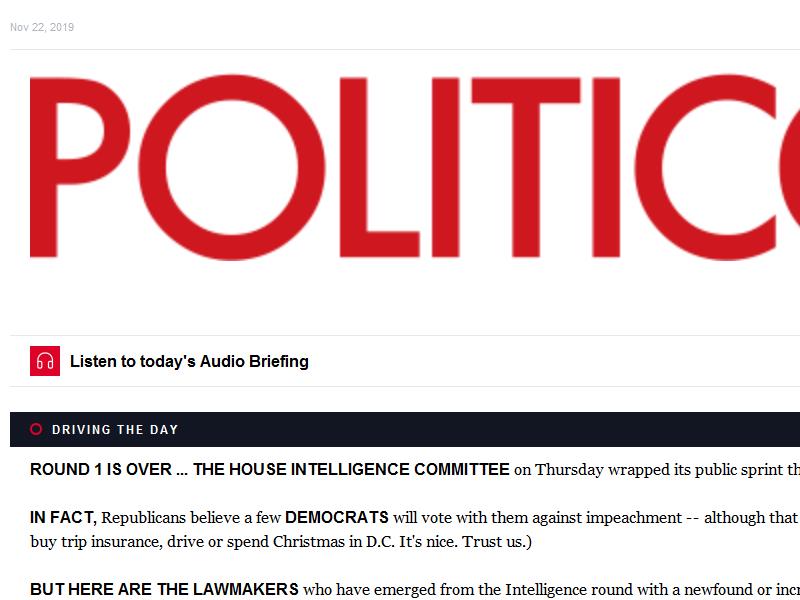 Nov 22, 2019
POLITICO
Listen to today's Audio Briefing
DRIVING THE DAY
ROUND 1 IS OVER ... THE HOUSE INTELLIGENCE COMMITTEE on Thursday wrapped its public sprint
IN FACT, Republicans believe a few DEMOCRATS will vote with them against impeachment -- although that
buy trip insurance, drive or spend Christmas in D.C. It's nice. Trust us.)
BUT HERE ARE THE LAWMAKERS who have emerged from the Intelligence round with a newfound or